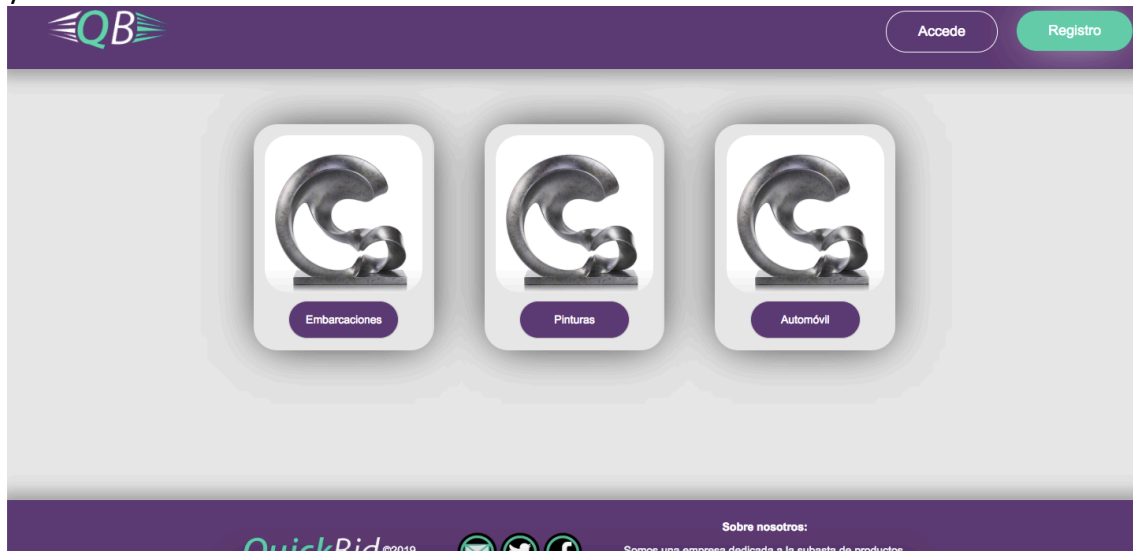 QB
Accede
Registro
Embarcaciones
Pinturas
Automóvil
Sobre nosotros:
QuickBid ©2019
Somos una empresa dedicada a la subasta de productos